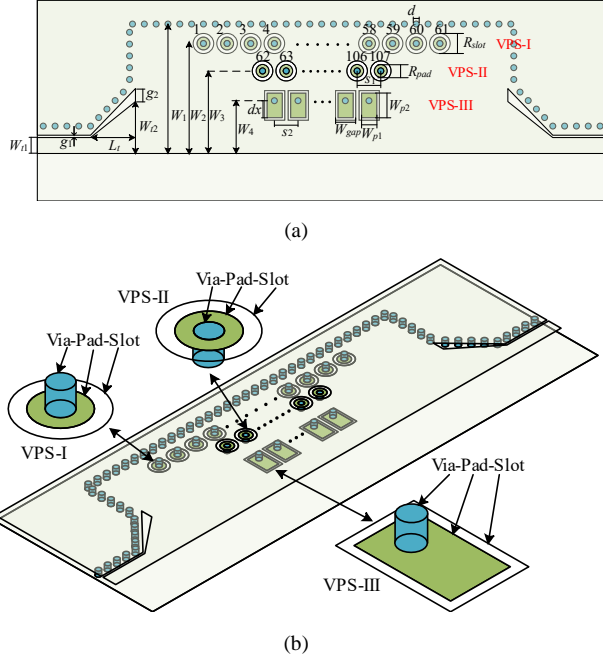 d
1 2 3 4 58 59 60 61
R_slot VPS-I
62 63 106 107
s_1 R_pad VPS-II
g_2
W_1 W_2 W_3
dx W_p2 VPS-III
W_t2 W_4
s_2 W_gap W_p1
W_t1 g_1 L_t
(a)
VPS-II
Via-Pad-Slot
Via-Pad-Slot
VPS-I
Via-Pad-Slot
VPS-III
(b)